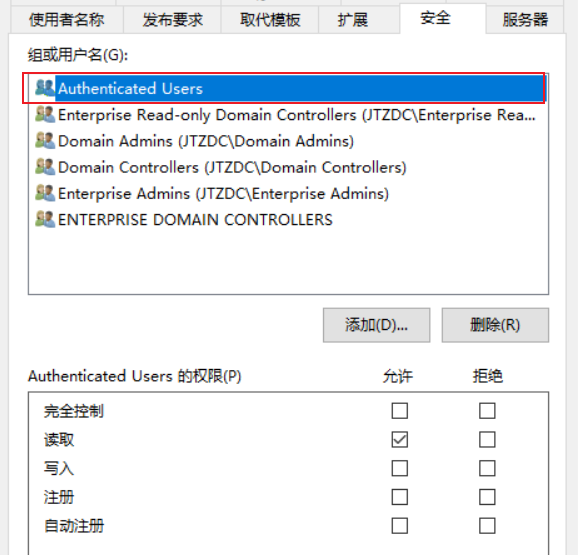 使用者名称 发布要求 取代模板 扩展 安全 服务器
组或用户名(G):
Authenticated Users
Enterprise Read-only Domain Controllers (JTZDC\Enterprise Rea...
Domain Admins (JTZDC\Domain Admins)
Domain Controllers (JTZDC\Domain Controllers)
Enterprise Admins (JTZDC\Enterprise Admins)
ENTERPRISE DOMAIN CONTROLLERS
添加(D)... 删除(R)
Authenticated Users 的权限(P) 允许 拒绝
完全控制
读取
写入
注册
自动注册